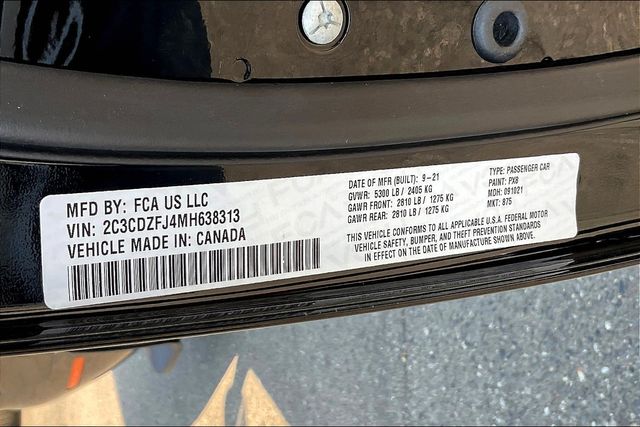 MFD BY: FCA US LLC
VIN: 2C3CDZFJ4MH638313
VEHICLE MADE IN: CANADA
DATE OF MFR (BUILT): 9-21
GVWR: 5300 LB / 2405 KG
GAWR FRONT: 2810 LB / 1275 KG
GAWR REAR: 2810 LB / 1275 KG
TYPE: PASSENGER CAR
PAINT: PX8
MDH: 091021
MKT: 875
THIS VEHICLE CONFORMS TO ALL APPLICABLE U.S.A. FEDERAL MOTOR
VEHICLE SAFETY, BUMPER, AND THEFT PREVENTION STANDARDS
IN EFFECT ON THE DATE OF MANUFACTURE SHOWN ABOVE.